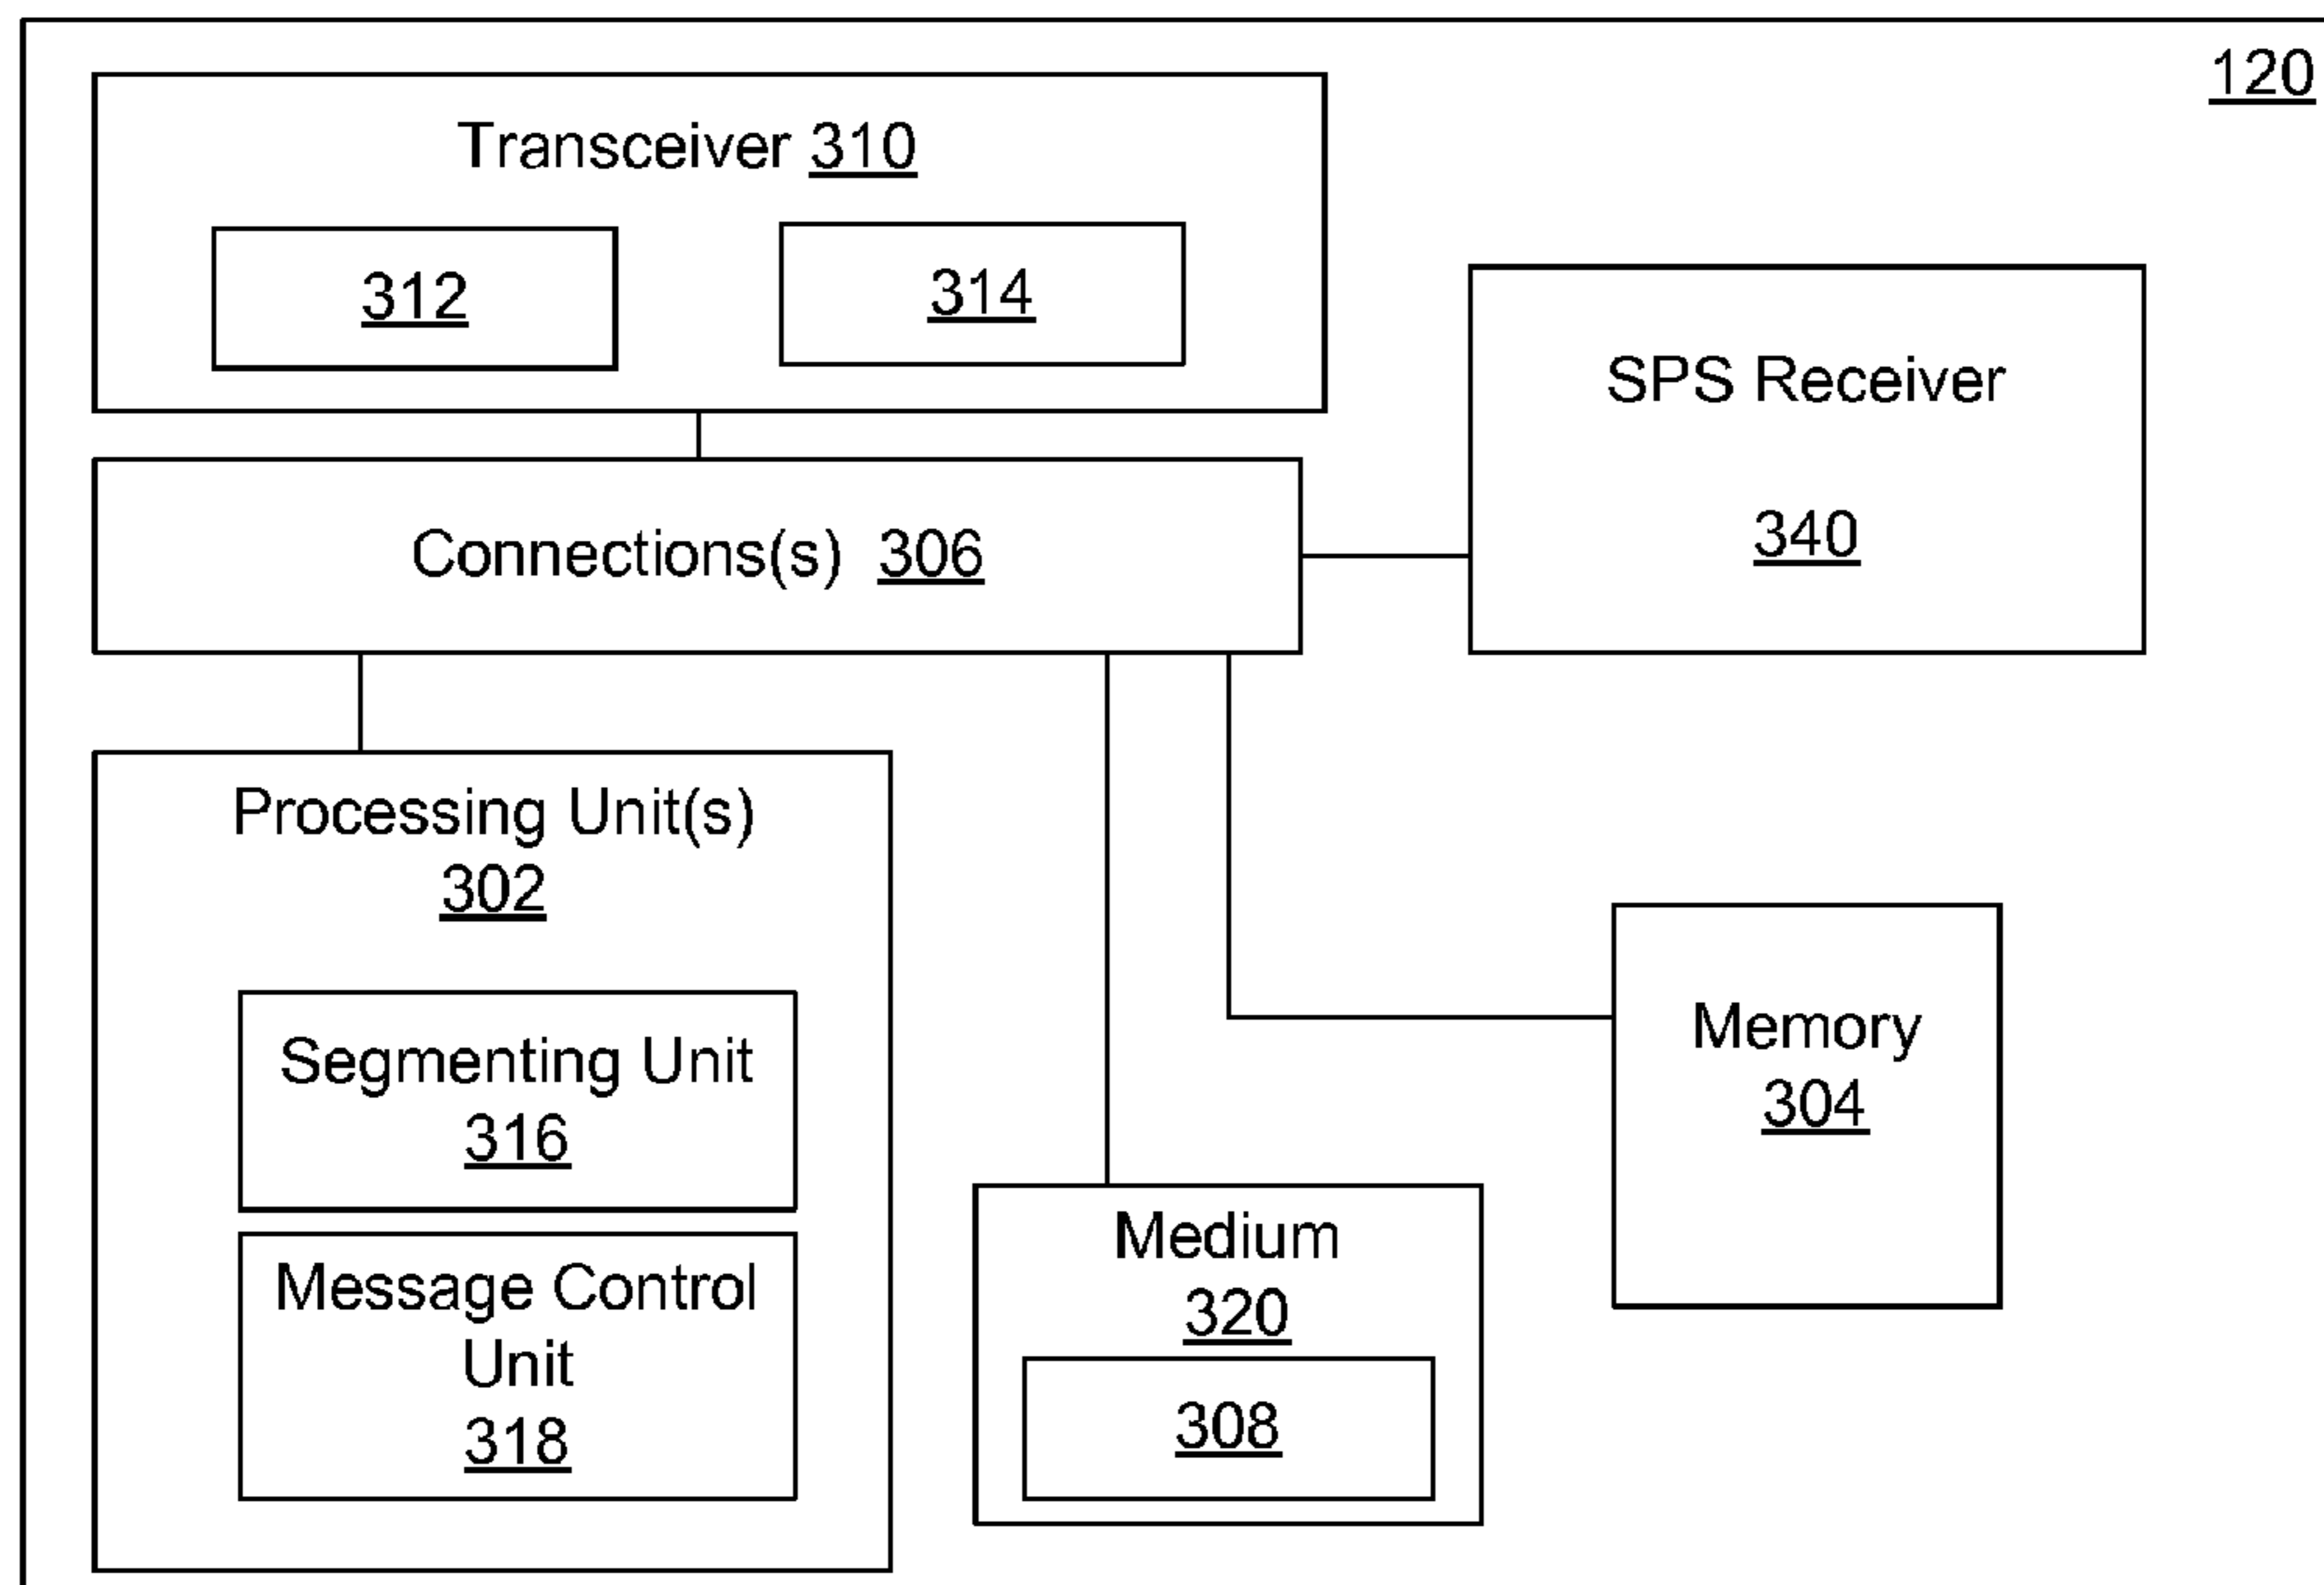 120
Transceiver 310
312
314
SPS Receiver
340
Connections(s) 306
Processing Unit(s)
302
Segmenting Unit
316
Message Control
Unit
318
Medium
320
308
Memory
304